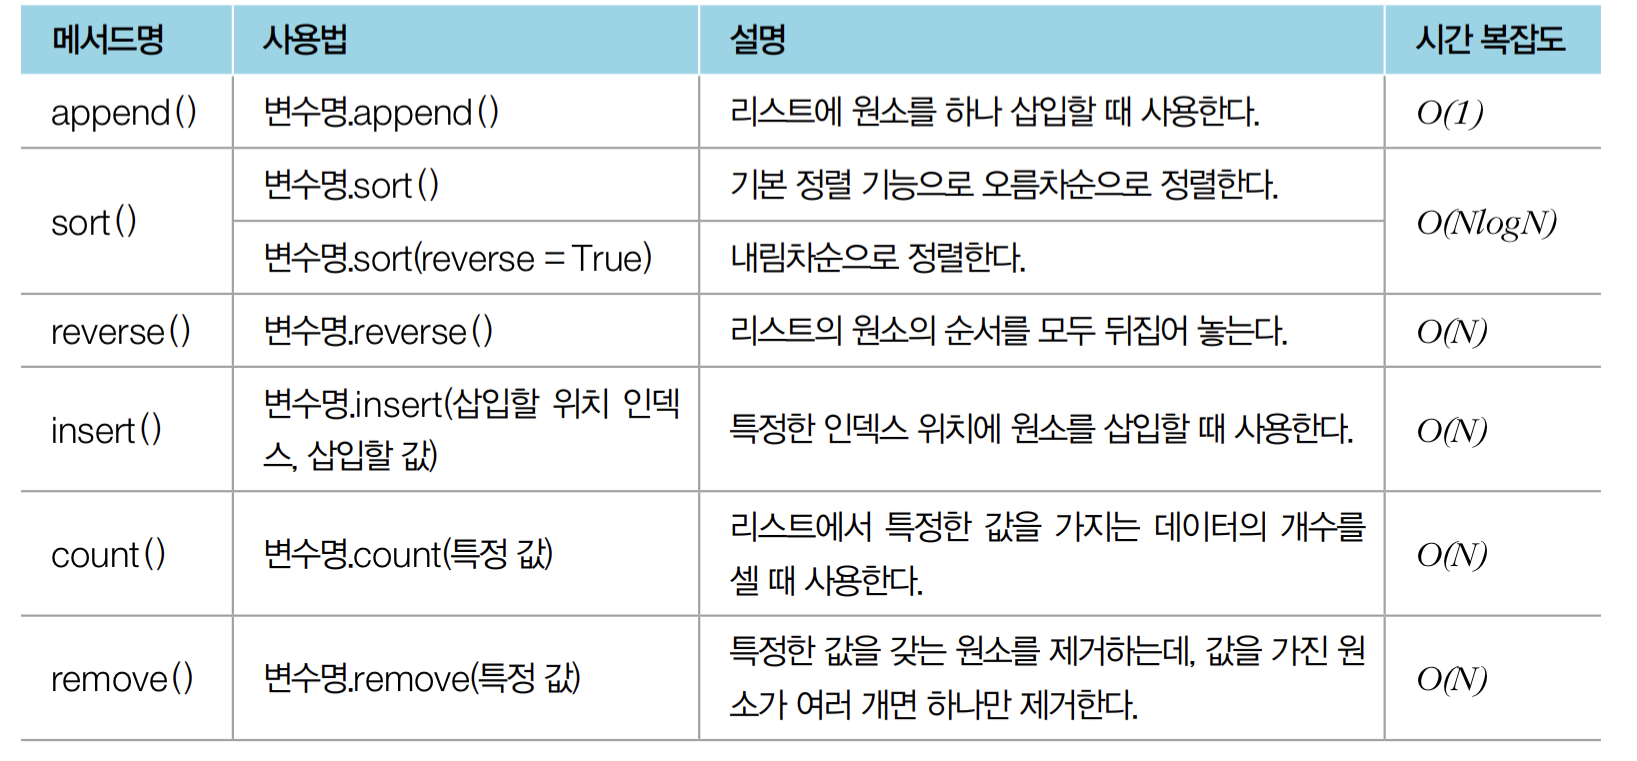 메서드명 사용법 설명 시간 복잡도
append() 변수명.append() 리스트에 원소를 하나 삽입할 때 사용한다. O(1)
sort() 변수명.sort() 기본 정렬 기능으로 오름차순으로 정렬한다. O(NlogN)
변수명.sort(reverse = True) 내림차순으로 정렬한다.
reverse() 변수명.reverse() 리스트의 원소의 순서를 모두 뒤집어 놓는다. O(N)
insert() 변수명.insert(삽입할 위치 인덱
스, 삽입할 값) 특정한 인덱스 위치에 원소를 삽입할 때 사용한다. O(N)
count() 변수명.count(특정 값) 리스트에서 특정한 값을 가지는 데이터의 개수를
셀 때 사용한다. O(N)
remove() 변수명.remove(특정 값) 특정한 값을 갖는 원소를 제거하는데, 값을 가진 원
소가 여러 개면 하나만 제거한다. O(N)